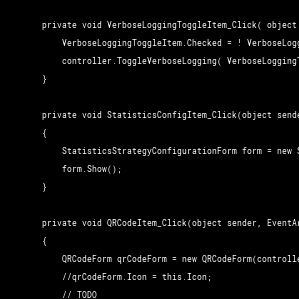 private void VerboseLoggingToggleItem_Click( object
VerboseLoggingToggleItem.Checked = ! VerboseLogg
controller.ToggleVerboseLogging( VerboseLoggingT
}
private void StatisticsConfigItem_Click(object sende
{
StatisticsStrategyConfigurationForm form = new S
form.Show();
}
private void QRCodeItem_Click(object sender, EventAr
{
QRCodeForm qrCodeForm = new QRCodeForm(controlle
//qrCodeForm.Icon = this.Icon;
// TODO